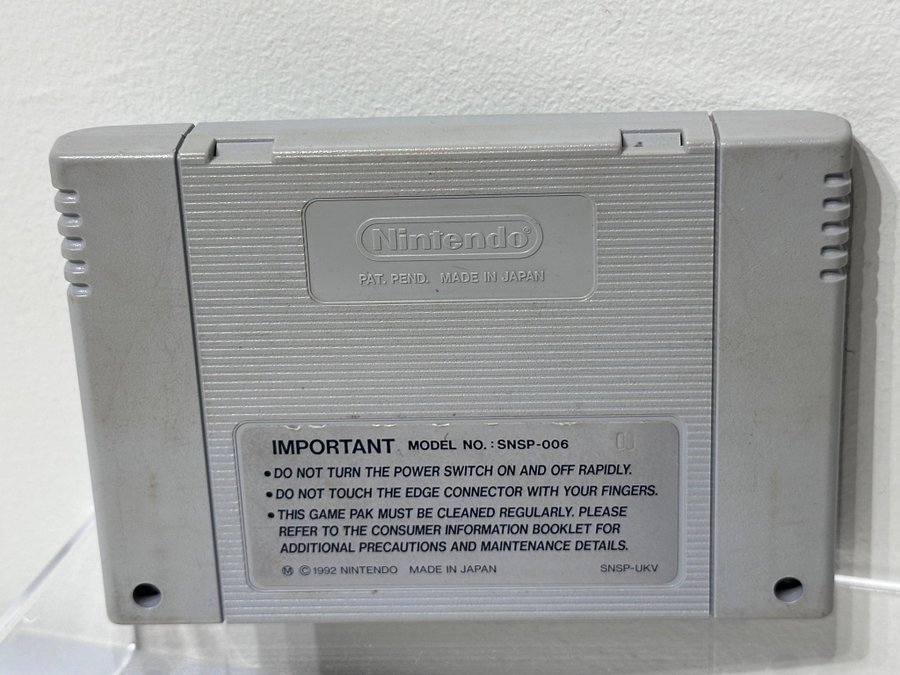 Nintendo®
PAT. PEND. MADE IN JAPAN
IMPORTANT MODEL NO. : SNSP-006
• DO NOT TURN THE POWER SWITCH ON AND OFF RAPIDLY.
• DO NOT TOUCH THE EDGE CONNECTOR WITH YOUR FINGERS.
• THIS GAME PAK MUST BE CLEANED REGULARLY. PLEASE
REFER TO THE CONSUMER INFORMATION BOOKLET FOR
ADDITIONAL PRECAUTIONS AND MAINTENANCE DETAILS.
Ⓜ © 1992 NINTENDO MADE IN JAPAN SNSP-UKV